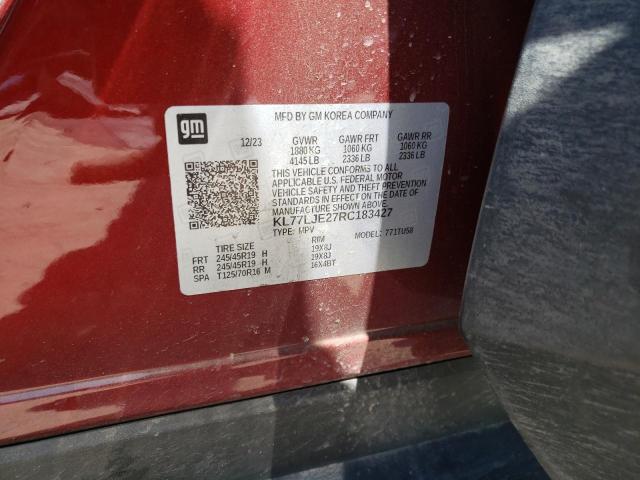 gm
MFD BY GM KOREA COMPANY
12/23 GVWR GAWR FRT GAWR RR
1880 KG 1060 KG 1060 KG
4145 LB 2336 LB 2336 LB
THIS VEHICLE CONFORMS TO ALL
APPLICABLE U.S. FEDERAL MOTOR
VEHICLE SAFETY AND THEFT PREVENTION
STANDARDS IN EFFECT ON THE DATE OF
MANUFACTURE SHOWN ABOVE.
KL77LJE27RC183427
TYPE: MPV MODEL: 771TU58
TIRE SIZE RIM
FRT 245/45R19 H 19X8J
RR 245/45R19 H 19X8J
SPA T125/70R16 M 16X4BT